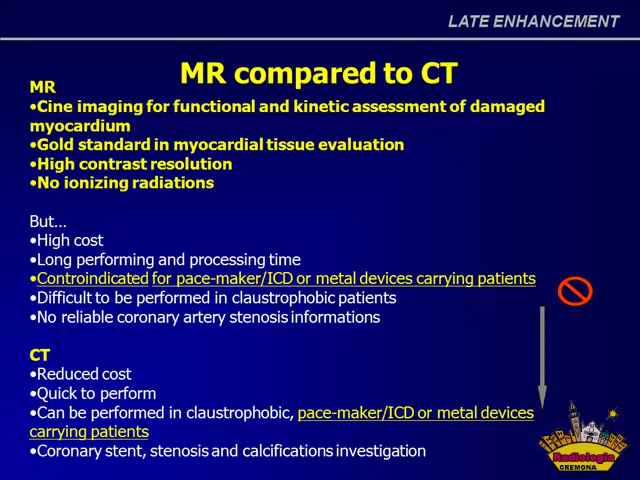 LATE ENHANCEMENT
MR compared to CT
MR
•Cine imaging for functional and kinetic assessment of damaged
myocardium
•Gold standard in myocardial tissue evaluation
•High contrast resolution
•No ionizing radiations
But...
•High cost
•Long performing and processing time
•Controindicated for pace-maker/ICD or metal devices carrying patients
•Difficult to be performed in claustrophobic patients
•No reliable coronary artery stenosis informations
CT
•Reduced cost
•Quick to perform
•Can be performed in claustrophobic, pace-maker/ICD or metal devices
carrying patients
•Coronary stent, stenosis and calcifications investigation
Radiologia
CREMONA